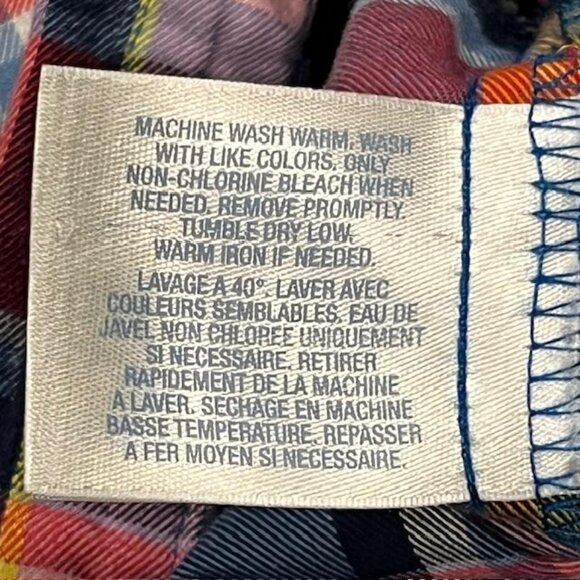 MACHINE WASH WARM. WASH
WITH LIKE COLORS. ONLY
NON-CHLORINE BLEACH WHEN
NEEDED. REMOVE PROMPTLY.
TUMBLE DRY LOW.
WARM IRON IF NEEDED.
LAVAGE A 40°. LAVER AVEC
COULEURS SEMBLABLES. EAU DE
JAVEL NON CHLOREE UNIQUEMENT
SI NECESSAIRE. RETIRER
RAPIDEMENT DE LA MACHINE
A LAVER. SECHAGE EN MACHINE
BASSE TEMPERATURE. REPASSER
A FER MOYEN SI NECESSAIRE.